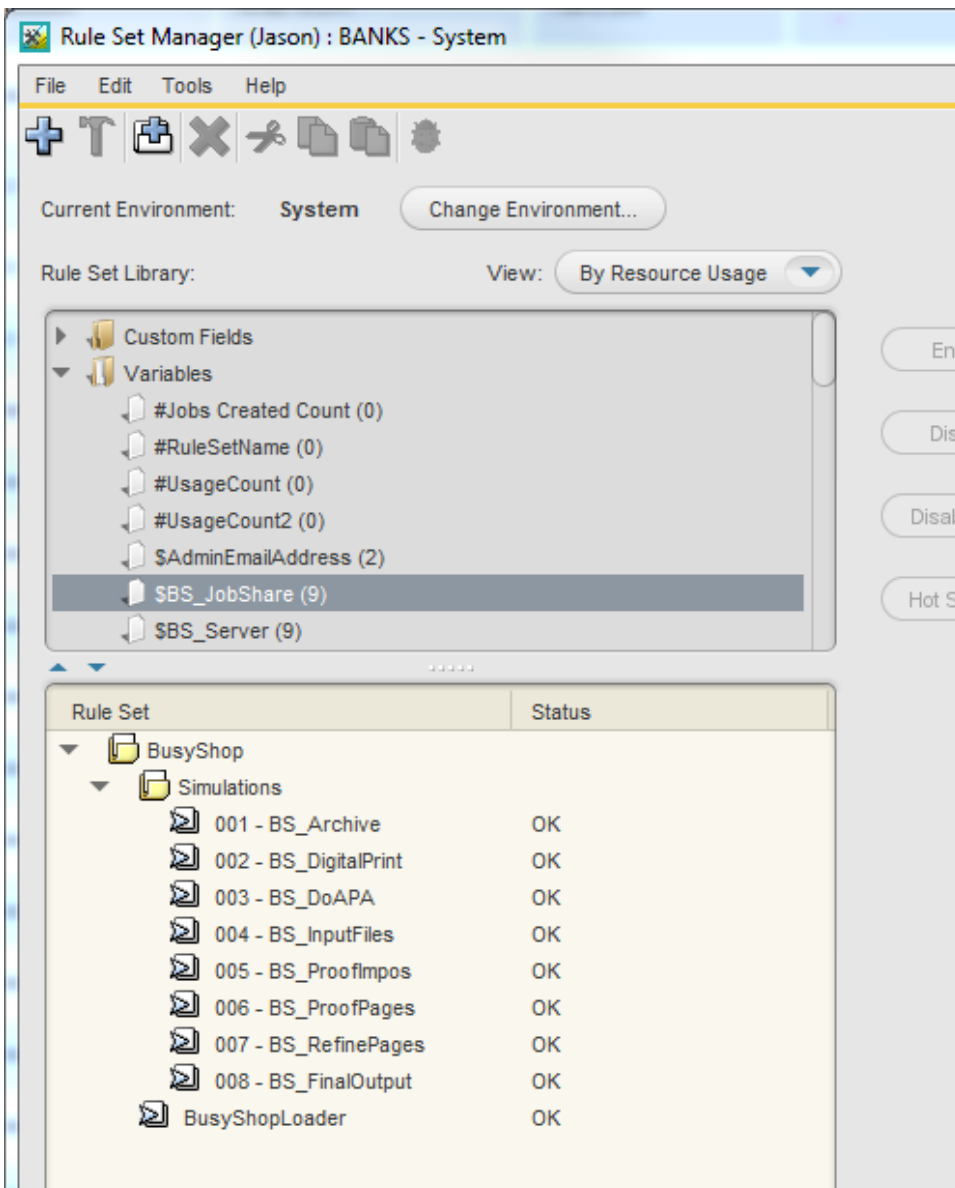 Rule Set Manager (Jason) : BANKS - System
File Edit Tools Help
Current Environment: System Change Environment...
Rule Set Library: View: By Resource Usage
Custom Fields
Variables
#Jobs Created Count (0)
#RuleSetName (0)
#UsageCount (0)
#UsageCount2 (0)
$AdminEmailAddress (2)
$BS_JobShare (9)
$BS_Server (9)
En
Dis
Disab
Hot S
Rule Set Status
BusyShop
Simulations
001 - BS_Archive OK
002 - BS_DigitalPrint OK
003 - BS_DoAPA OK
004 - BS_InputFiles OK
005 - BS_ProofImpos OK
006 - BS_ProofPages OK
007 - BS_RefinePages OK
008 - BS_FinalOutput OK
BusyShopLoader OK